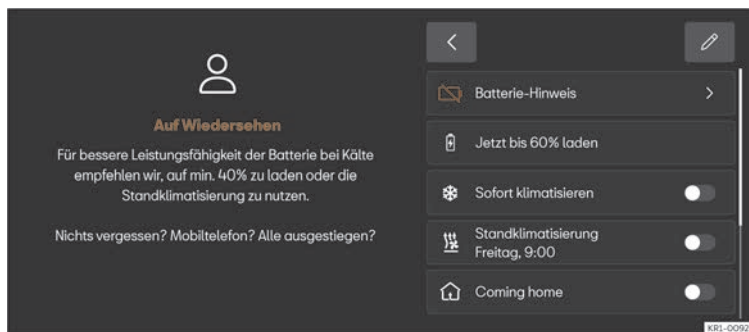 Auf Wiedersehen
Für bessere Leistungsfähigkeit der Batterie bei Kälte
empfehlen wir, auf min. 40% zu laden oder die
Standklimatisierung zu nutzen.
Nichts vergessen? Mobiltelefon? Alle ausgestiegen?
Batterie-Hinweis
Jetzt bis 60% laden
Sofort klimatisieren
Standklimatisierung
Freitag, 9:00
Coming home
KR1-0092